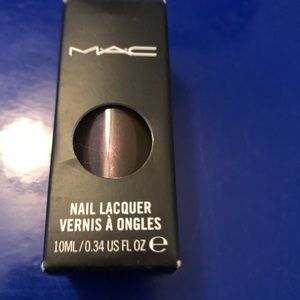 MAC
NAIL LACQUER
VERNIS À ONGLES
10ML / 0.34 US FL OZ ℮